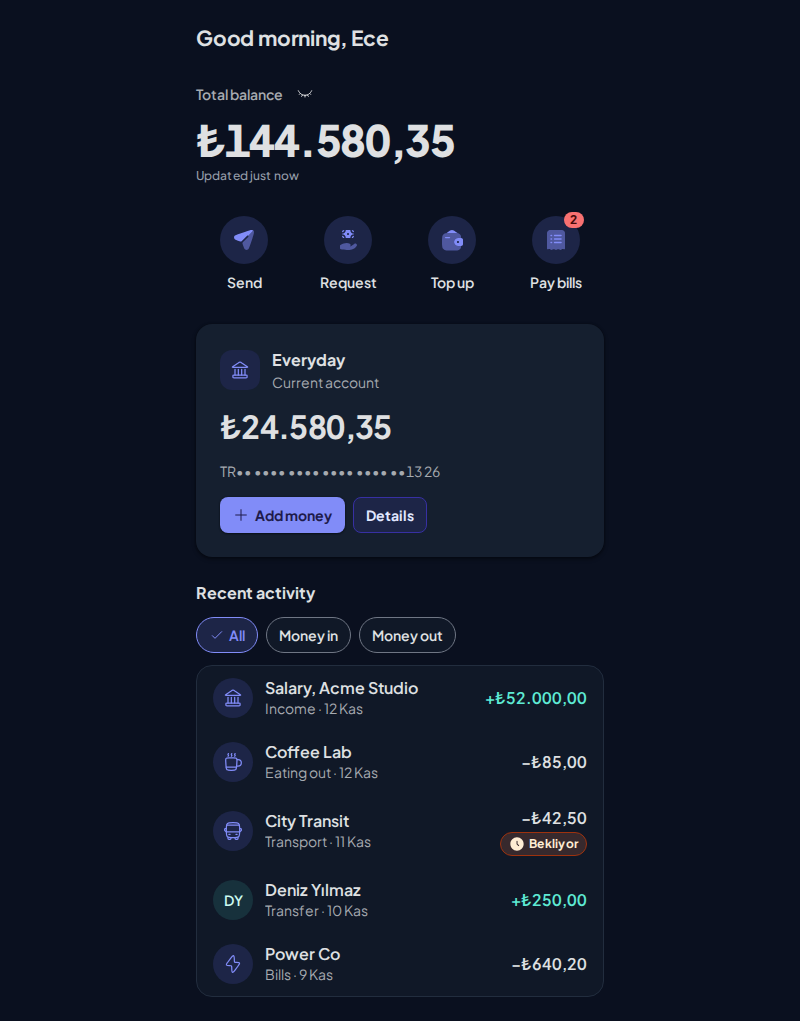 Good morning, Ece
Total balance
₺144.580,35
Updated just now
2
Send
Request
Top up
Pay bills
Everyday
Current account
₺24.580,35
TR•• •••• •••• •••• •••• ••1326
Add money
Details
Recent activity
All
Money in
Money out
Salary, Acme Studio
+₺52.000,00
Income · 12 Kas
Coffee Lab
−₺85,00
Eating out · 12 Kas
City Transit
−₺42,50
Transport · 11 Kas
Bekliyor
DY
Deniz Yılmaz
+₺250,00
Transfer · 10 Kas
Power Co
−₺640,20
Bills · 9 Kas